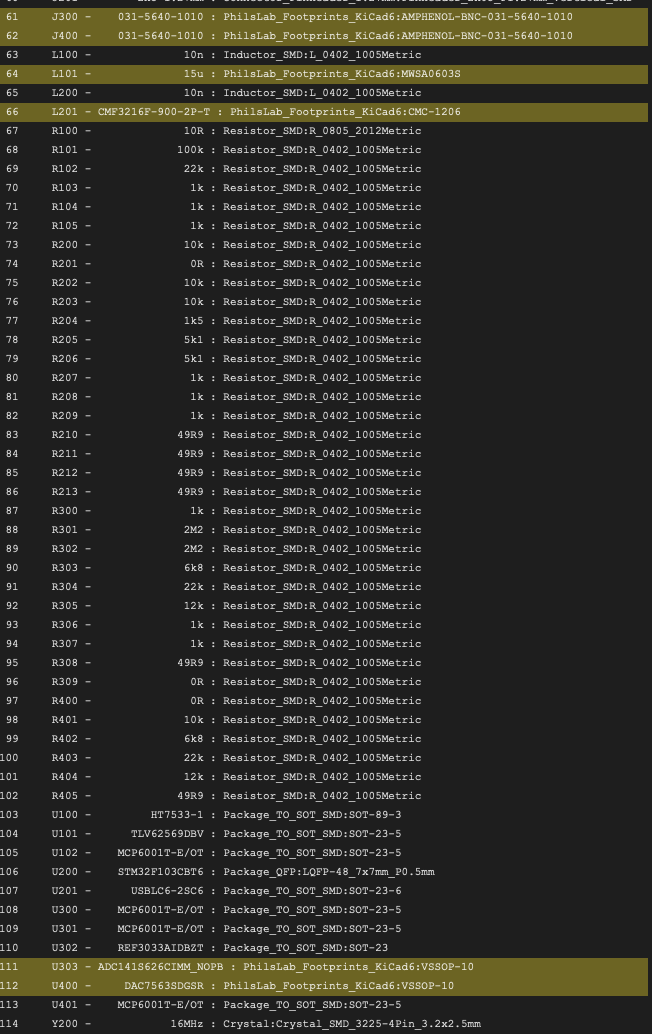 61 J300 - 031-5640-1010 : PhilsLab_Footprints_KiCad6:AMPHENOL-BNC-031-5640-1010
62 J400 - 031-5640-1010 : PhilsLab_Footprints_KiCad6:AMPHENOL-BNC-031-5640-1010
63 L100 - 10n : Inductor_SMD:L_0402_1005Metric
64 L101 - 15u : PhilsLab_Footprints_KiCad6:MWSA0603S
65 L200 - 10n : Inductor_SMD:L_0402_1005Metric
66 L201 - CMF3216F-900-2P-T : PhilsLab_Footprints_KiCad6:CMC-1206
67 R100 - 10R : Resistor_SMD:R_0805_2012Metric
68 R101 - 100k : Resistor_SMD:R_0402_1005Metric
69 R102 - 22k : Resistor_SMD:R_0402_1005Metric
70 R103 - 1k : Resistor_SMD:R_0402_1005Metric
71 R104 - 1k : Resistor_SMD:R_0402_1005Metric
72 R105 - 1k : Resistor_SMD:R_0402_1005Metric
73 R200 - 10k : Resistor_SMD:R_0402_1005Metric
74 R201 - 0R : Resistor_SMD:R_0402_1005Metric
75 R202 - 10k : Resistor_SMD:R_0402_1005Metric
76 R203 - 10k : Resistor_SMD:R_0402_1005Metric
77 R204 - 1k5 : Resistor_SMD:R_0402_1005Metric
78 R205 - 5k1 : Resistor_SMD:R_0402_1005Metric
79 R206 - 5k1 : Resistor_SMD:R_0402_1005Metric
80 R207 - 1k : Resistor_SMD:R_0402_1005Metric
81 R208 - 1k : Resistor_SMD:R_0402_1005Metric
82 R209 - 1k : Resistor_SMD:R_0402_1005Metric
83 R210 - 49R9 : Resistor_SMD:R_0402_1005Metric
84 R211 - 49R9 : Resistor_SMD:R_0402_1005Metric
85 R212 - 49R9 : Resistor_SMD:R_0402_1005Metric
86 R213 - 49R9 : Resistor_SMD:R_0402_1005Metric
87 R300 - 1k : Resistor_SMD:R_0402_1005Metric
88 R301 - 2M2 : Resistor_SMD:R_0402_1005Metric
89 R302 - 2M2 : Resistor_SMD:R_0402_1005Metric
90 R303 - 6k8 : Resistor_SMD:R_0402_1005Metric
91 R304 - 22k : Resistor_SMD:R_0402_1005Metric
92 R305 - 12k : Resistor_SMD:R_0402_1005Metric
93 R306 - 1k : Resistor_SMD:R_0402_1005Metric
94 R307 - 1k : Resistor_SMD:R_0402_1005Metric
95 R308 - 49R9 : Resistor_SMD:R_0402_1005Metric
96 R309 - 0R : Resistor_SMD:R_0402_1005Metric
97 R400 - 0R : Resistor_SMD:R_0402_1005Metric
98 R401 - 10k : Resistor_SMD:R_0402_1005Metric
99 R402 - 6k8 : Resistor_SMD:R_0402_1005Metric
100 R403 - 22k : Resistor_SMD:R_0402_1005Metric
101 R404 - 12k : Resistor_SMD:R_0402_1005Metric
102 R405 - 49R9 : Resistor_SMD:R_0402_1005Metric
103 U100 - HT7533-1 : Package_TO_SOT_SMD:SOT-89-3
104 U101 - TLV62569DBV : Package_TO_SOT_SMD:SOT-23-5
105 U102 - MCP6001T-E/OT : Package_TO_SOT_SMD:SOT-23-5
106 U200 - STM32F103CBT6 : Package_QFP:LQFP-48_7x7mm_P0.5mm
107 U201 - USBLC6-2SC6 : Package_TO_SOT_SMD:SOT-23-6
108 U300 - MCP6001T-E/OT : Package_TO_SOT_SMD:SOT-23-5
109 U301 - MCP6001T-E/OT : Package_TO_SOT_SMD:SOT-23-5
110 U302 - REF3033AIDBZT : Package_TO_SOT_SMD:SOT-23
111 U303 - ADC141S626CIMM_NOPB : PhilsLab_Footprints_KiCad6:VSSOP-10
112 U400 - DAC7563SDGSR : PhilsLab_Footprints_KiCad6:VSSOP-10
113 U401 - MCP6001T-E/OT : Package_TO_SOT_SMD:SOT-23-5
114 Y200 - 16MHz : Crystal:Crystal_SMD_3225-4Pin_3.2x2.5mm